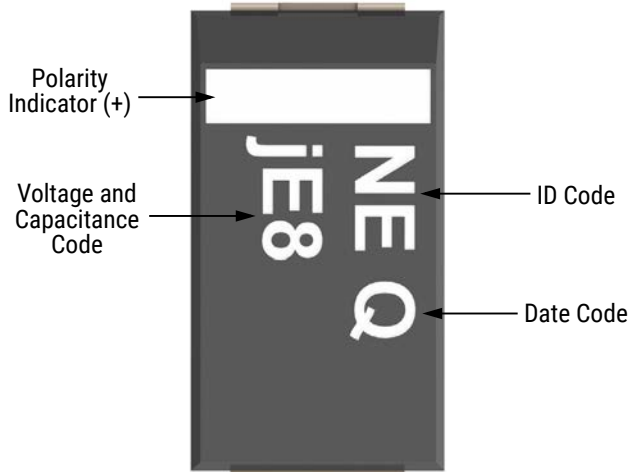 Polarity
Indicator (+)
NE Q
jE8
ID Code
Voltage and
Capacitance
Code
Date Code